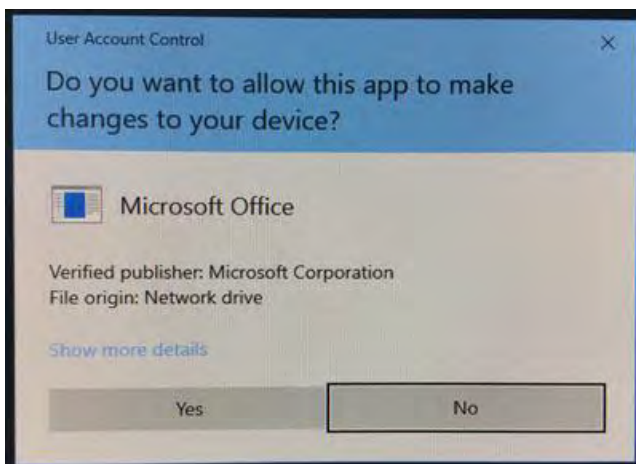 User Account Control
Do you want to allow this app to make
changes to your device?
Microsoft Office
Verified publisher: Microsoft Corporation
File origin: Network drive
Show more details
Yes
No